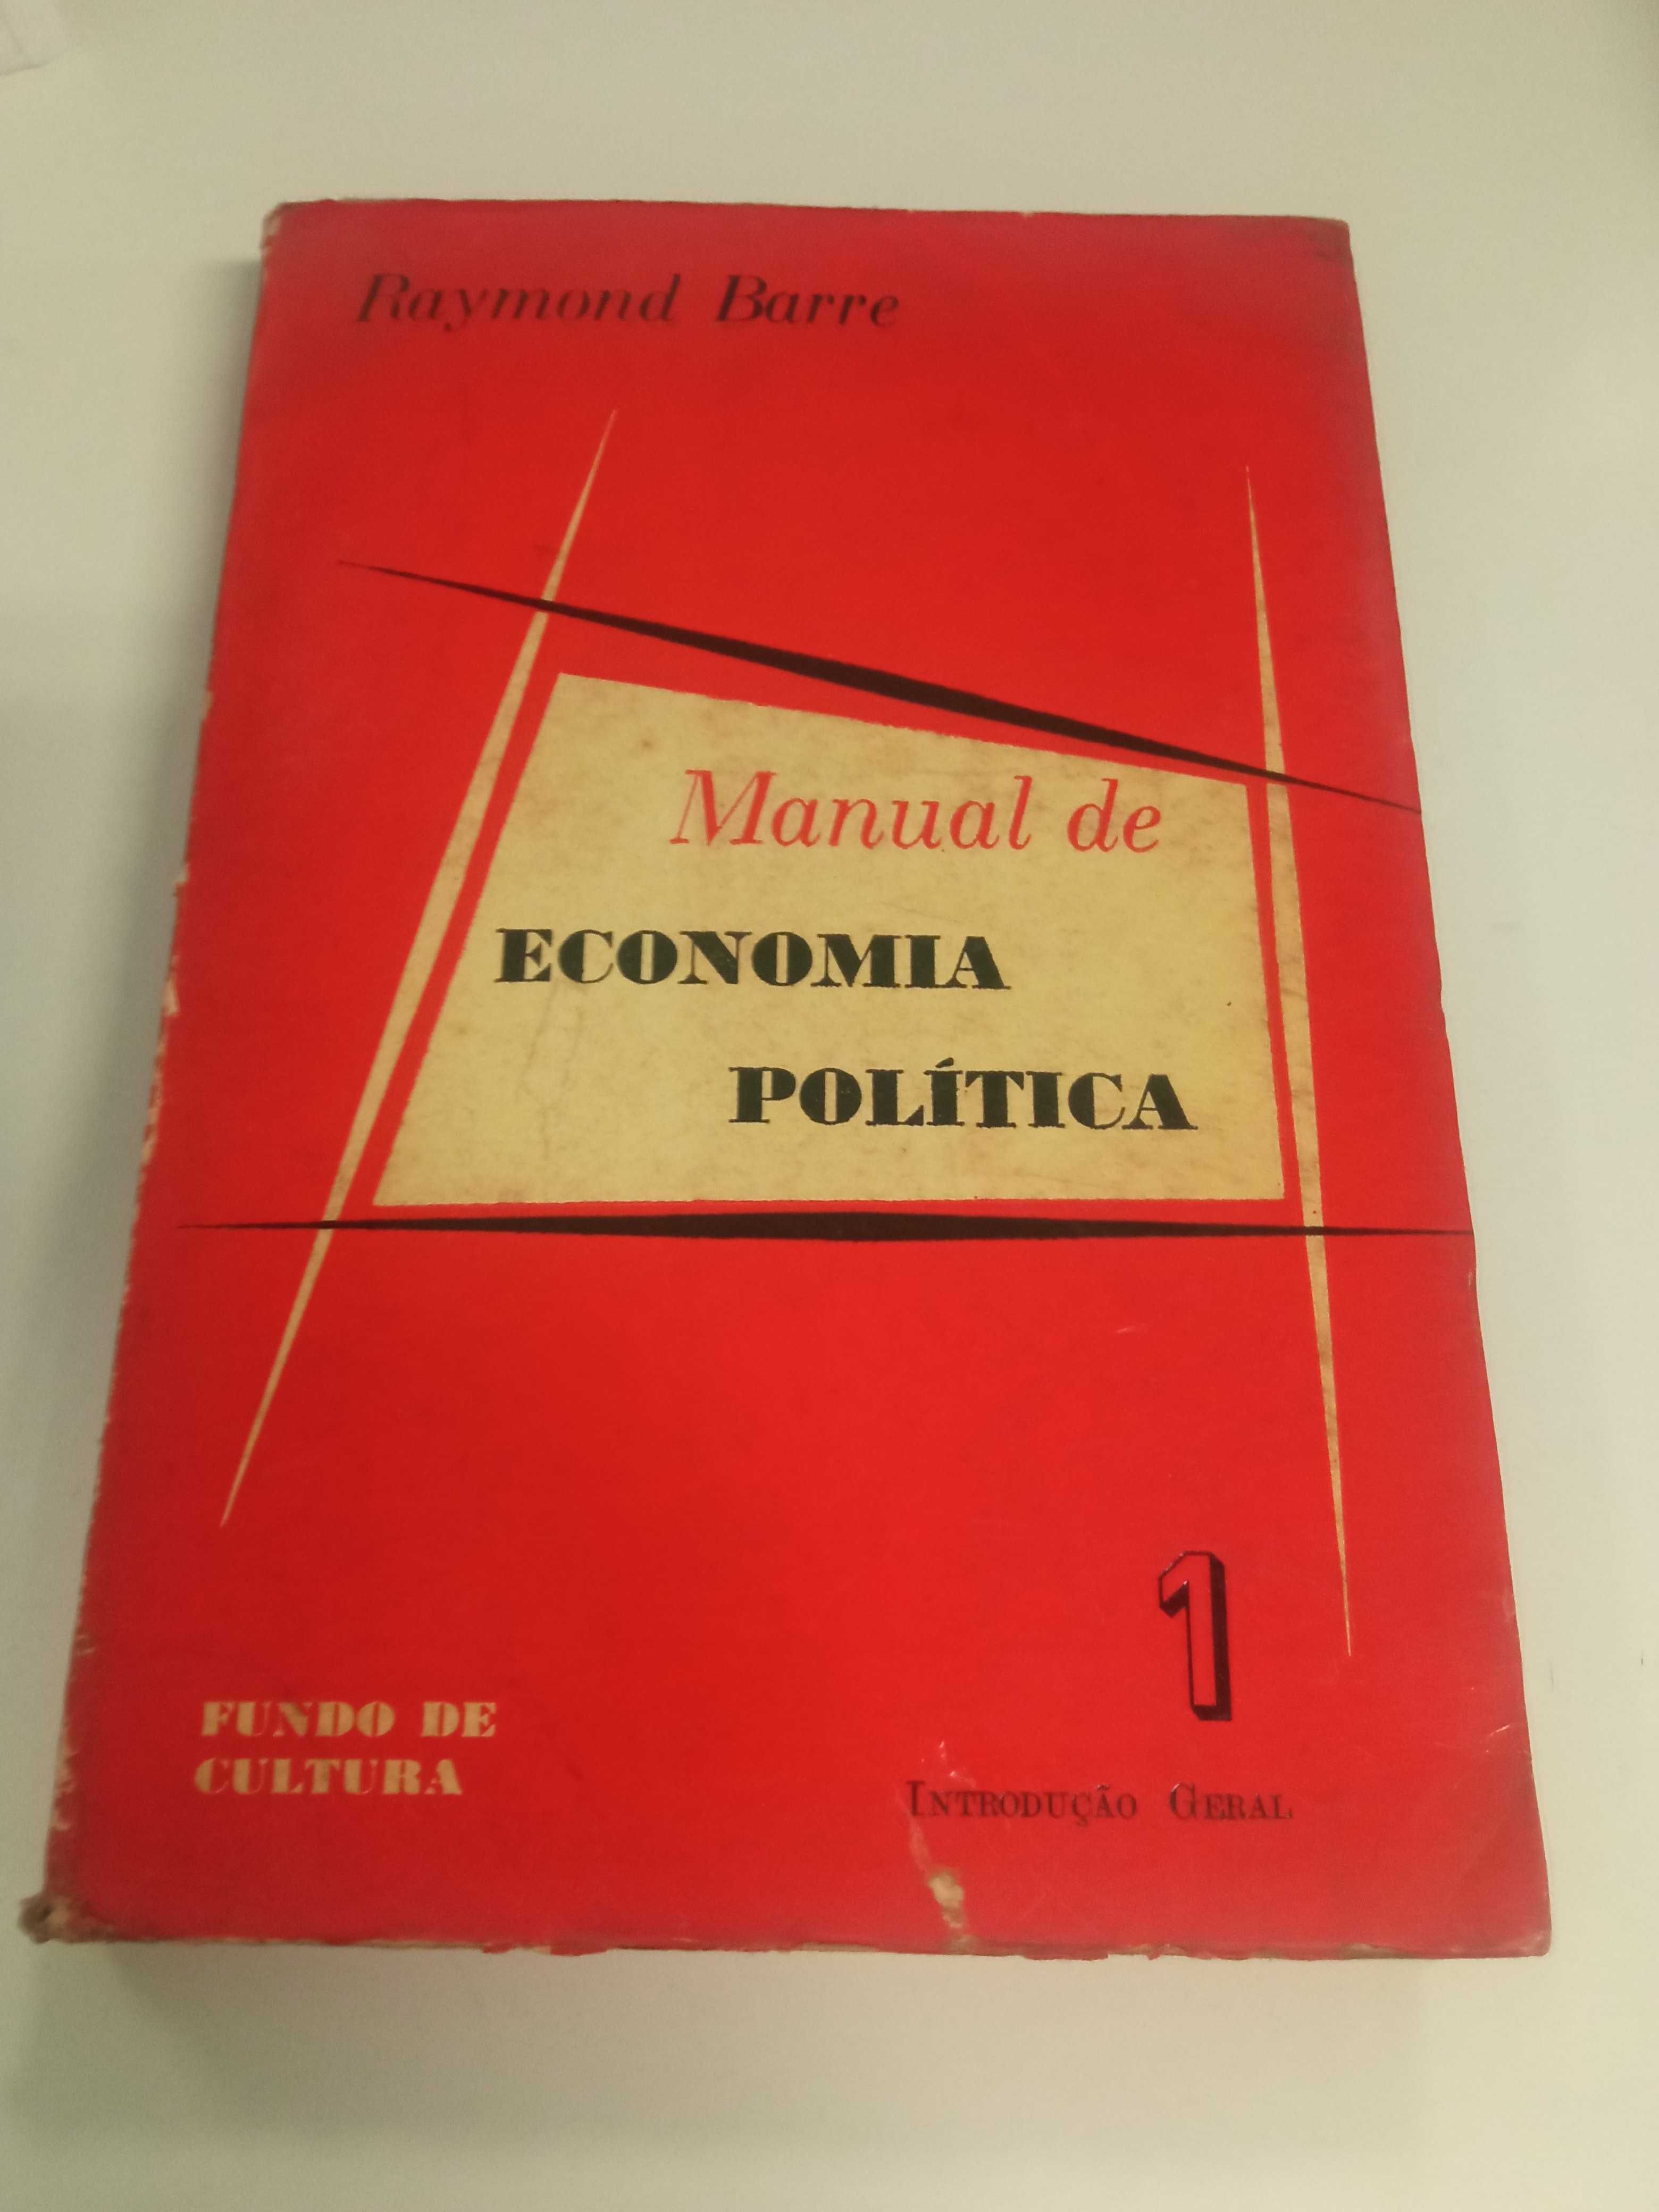 Raymond Barre
Manual de
ECONOMIA
POLÍTICA
1
INTRODUÇÃO GERAL
FUNDO DE
CULTURA